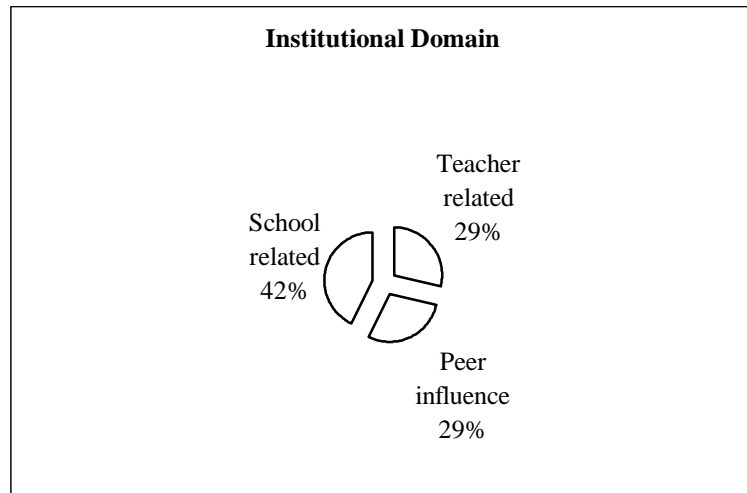 Institutional Domain
Teacher
related
29%
School
related
42%
Peer
influence
29%